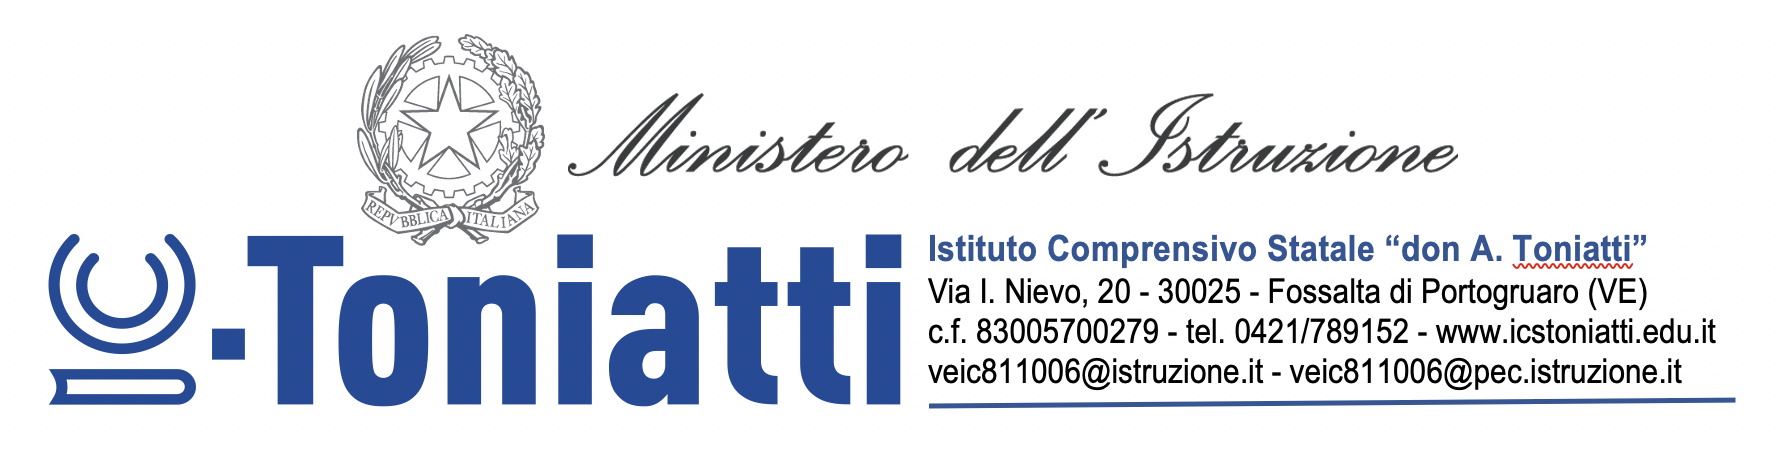 Ministero dell'Istruzione
REPVBBLICA ITALIANA
IC-Toniatti
Istituto Comprensivo Statale “don A. Toniatti”
Via I. Nievo, 20 - 30025 - Fossalta di Portogruaro (VE)
c.f. 83005700279 - tel. 0421/789152 - www.icstoniatti.edu.it
veic811006@istruzione.it - veic811006@pec.istruzione.it